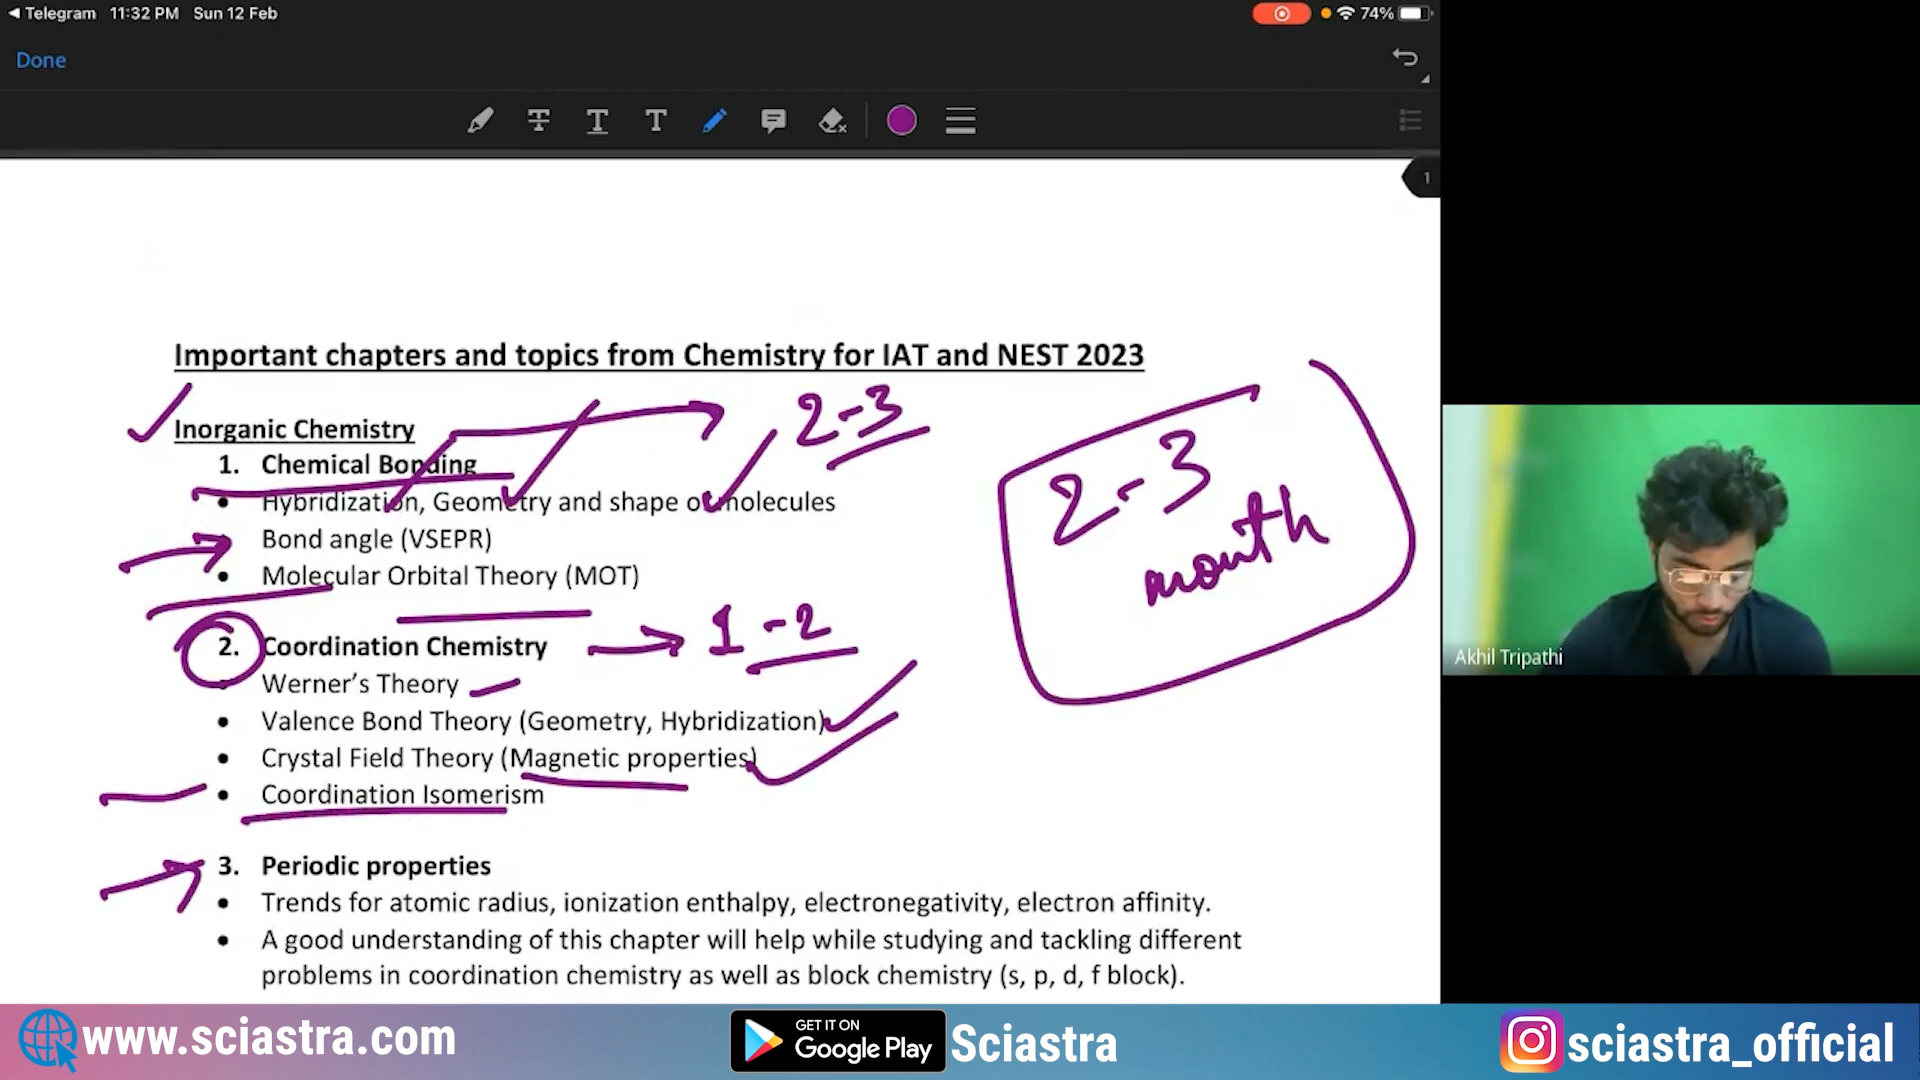 Telegram 11:32 PM Sun 12 Feb 74%
Done
1
Important chapters and topics from Chemistry for IAT and NEST 2023
Inorganic Chemistry
2-3
1. Chemical Bonding
• Hybridization, Geometry and shape of molecules
2-3
month
Bond angle (VSEPR)
• Molecular Orbital Theory (MOT)
2. Coordination Chemistry → 1-2
Werner’s Theory
• Valence Bond Theory (Geometry, Hybridization)
• Crystal Field Theory (Magnetic properties)
• Coordination Isomerism
Akhil Tripathi
3. Periodic properties
• Trends for atomic radius, ionization enthalpy, electronegativity, electron affinity.
• A good understanding of this chapter will help while studying and tackling different
problems in coordination chemistry as well as block chemistry (s, p, d, f block).
www.sciastra.com
GET IT ON
Google Play
Sciastra
sciastra_official